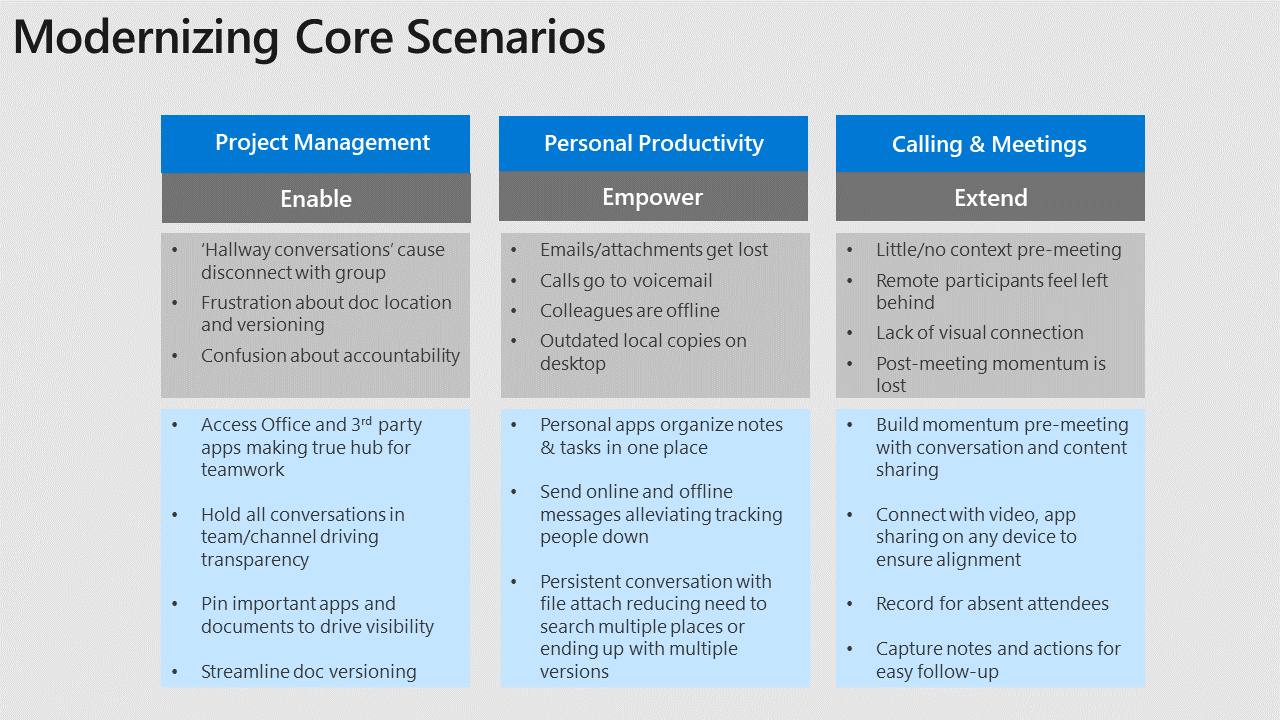 Modernizing Core Scenarios
Project Management
Enable
• ‘Hallway conversations’ cause
disconnect with group
• Frustration about doc location
and versioning
• Confusion about accountability
• Access Office and 3rd party
apps making true hub for
teamwork
• Hold all conversations in
team/channel driving
transparency
• Pin important apps and
documents to drive visibility
• Streamline doc versioning
Personal Productivity
Empower
• Emails/attachments get lost
• Calls go to voicemail
• Colleagues are offline
• Outdated local copies on
desktop
• Personal apps organize notes
& tasks in one place
• Send online and offline
messages alleviating tracking
people down
• Persistent conversation with
file attach reducing need to
search multiple places or
ending up with multiple
versions
Calling & Meetings
Extend
• Little/no context pre-meeting
• Remote participants feel left
behind
• Lack of visual connection
• Post-meeting momentum is
lost
• Build momentum pre-meeting
with conversation and content
sharing
• Connect with video, app
sharing on any device to
ensure alignment
• Record for absent attendees
• Capture notes and actions for
easy follow-up